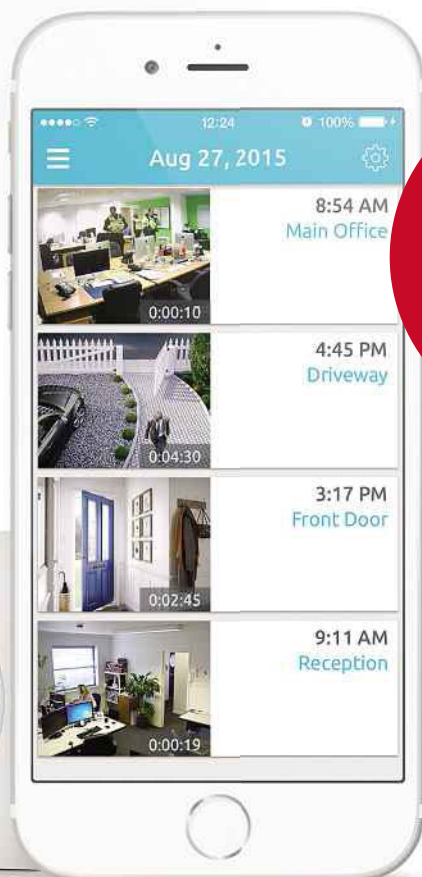 12:24
100%
Aug 27, 2015
8:54 AM
Main Office
0:00:10
4:45 PM
Driveway
0:04:30
3:17 PM
Front Door
0:02:45
9:11 AM
Reception
0:00:19